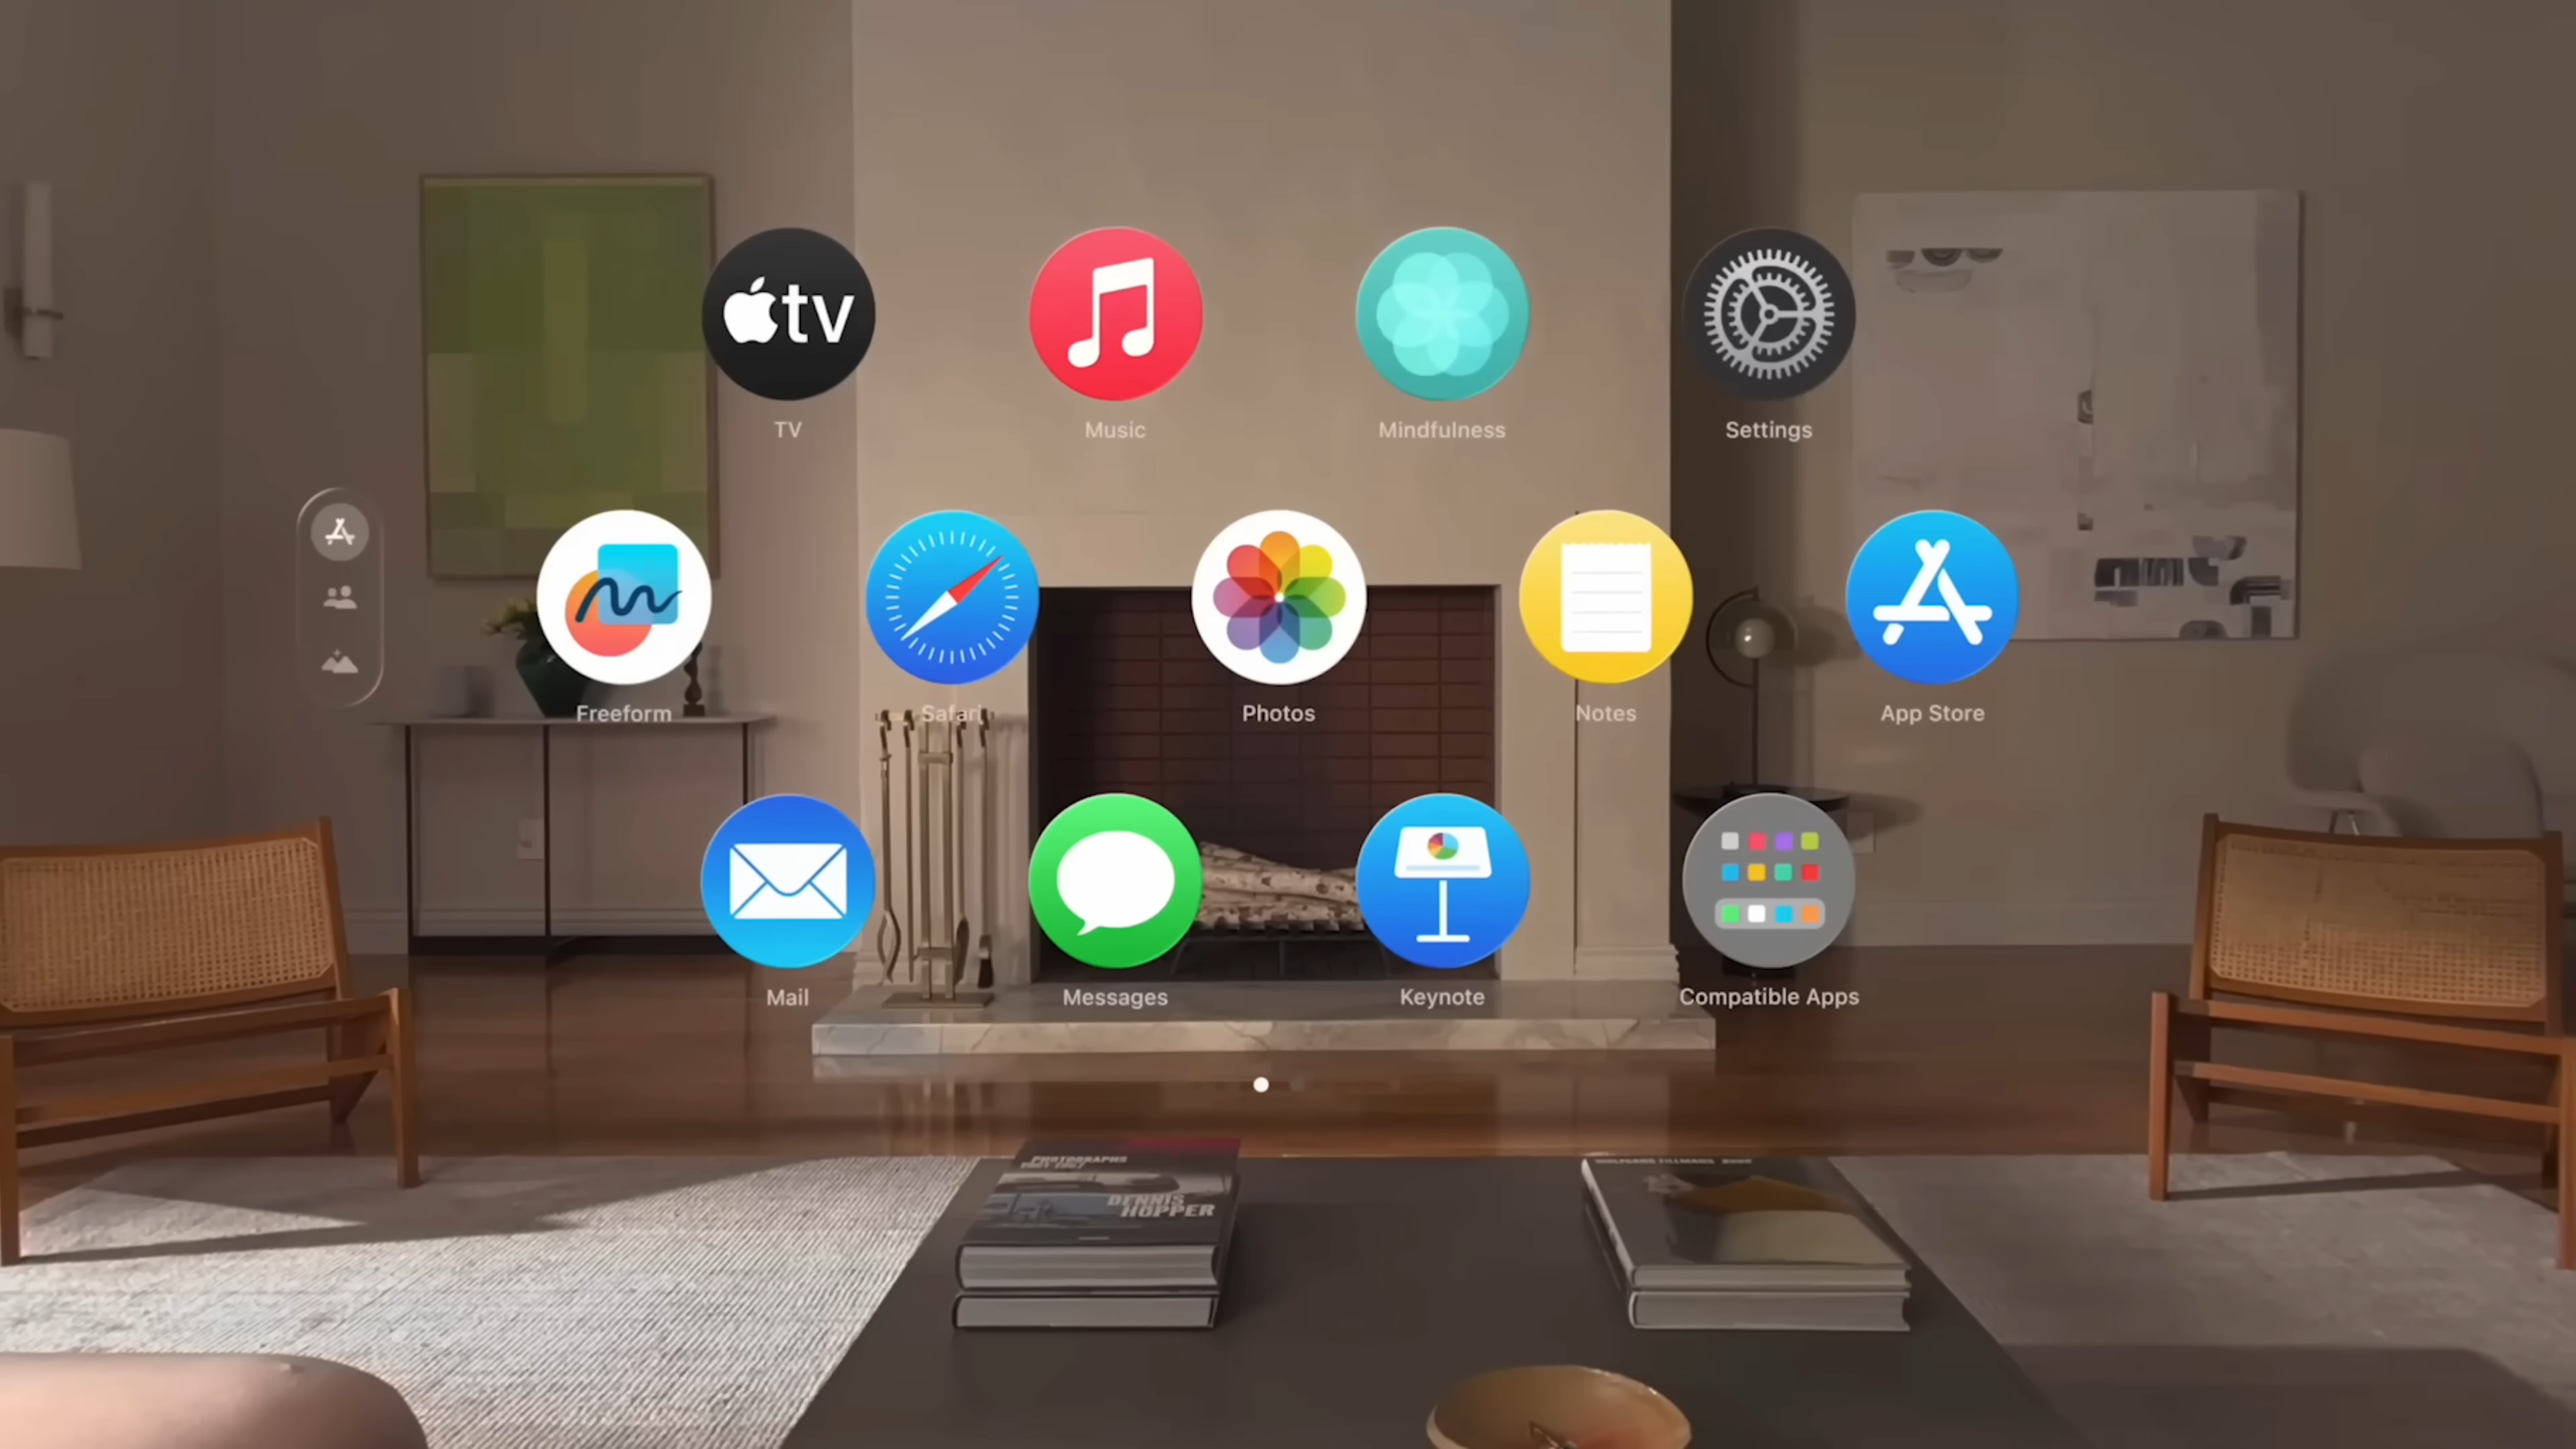 tv
TV
Music
Mindfulness
Settings
Freeform
Safari
Photos
Notes
App Store
Mail
Messages
Keynote
Compatible Apps
PHOTOGRAPHS
DENNIS
HOPPER